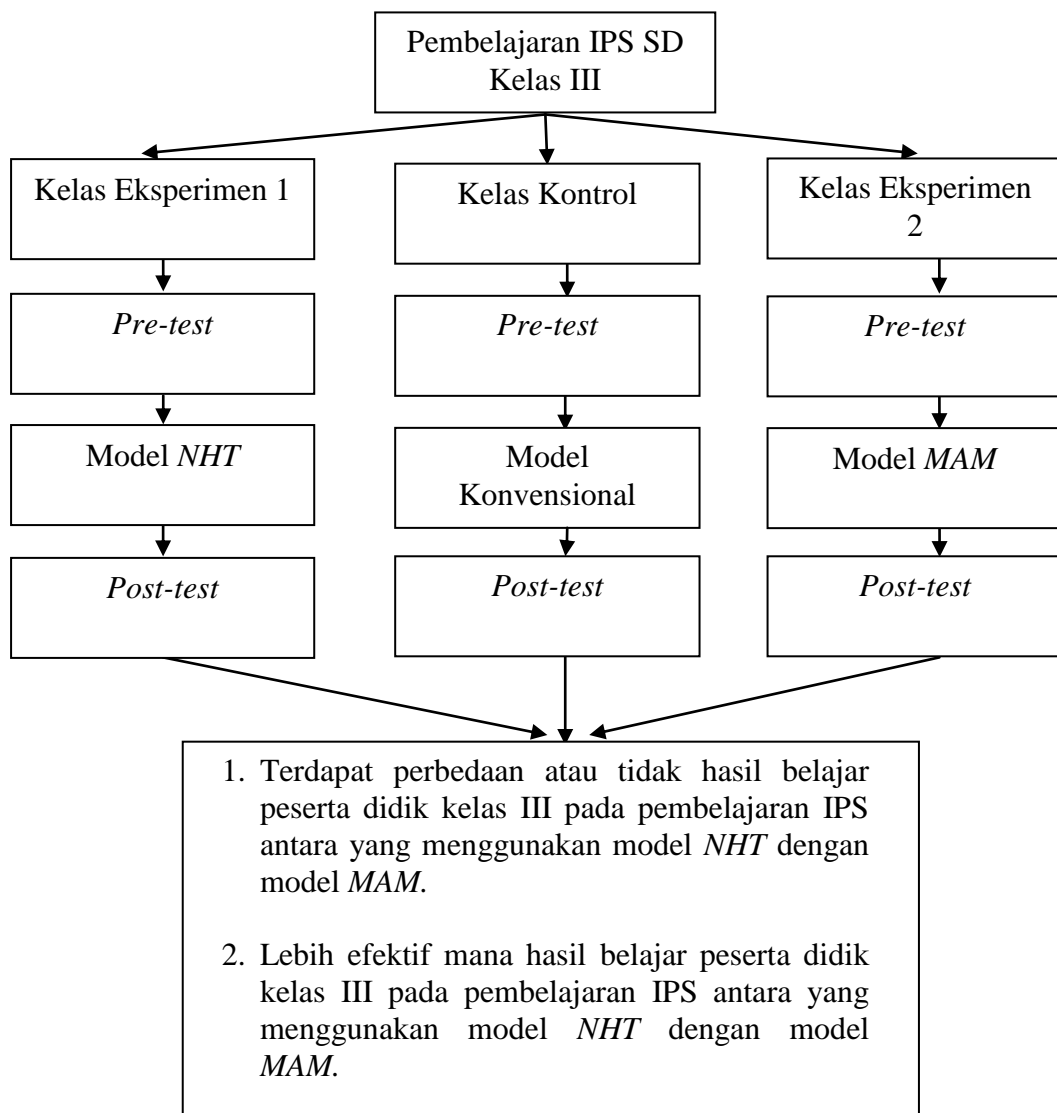 Pembelajaran IPS SD
Kelas III
Kelas Eksperimen 1
Kelas Kontrol
Kelas Eksperimen
2
Pre-test
Pre-test
Pre-test
Model NHT
Model
Konvensional
Model MAM
Post-test
Post-test
Post-test
1. Terdapat perbedaan atau tidak hasil belajar
peserta didik kelas III pada pembelajaran IPS
antara yang menggunakan model NHT dengan
model MAM.
2. Lebih efektif mana hasil belajar peserta didik
kelas III pada pembelajaran IPS antara yang
menggunakan model NHT dengan model
MAM.